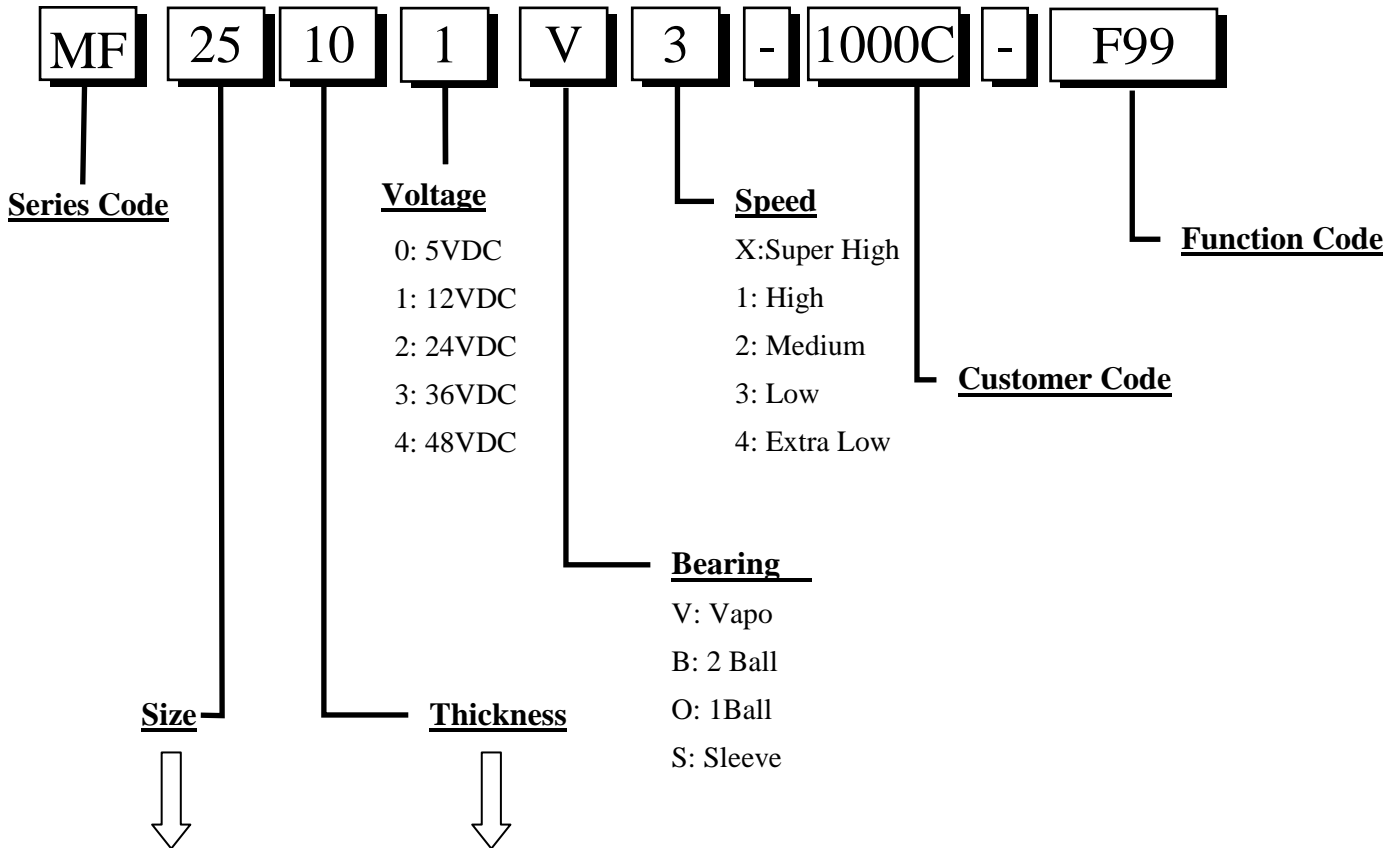 MF 25 10 1 V 3 - 1000C - F99
Series Code
Voltage
0: 5VDC
1: 12VDC
2: 24VDC
3: 36VDC
4: 48VDC
Speed
X:Super High
1: High
2: Medium
3: Low
4: Extra Low
Function Code
Customer Code
Bearing
V: Vapo
B: 2 Ball
O: 1Ball
S: Sleeve
Size
Thickness